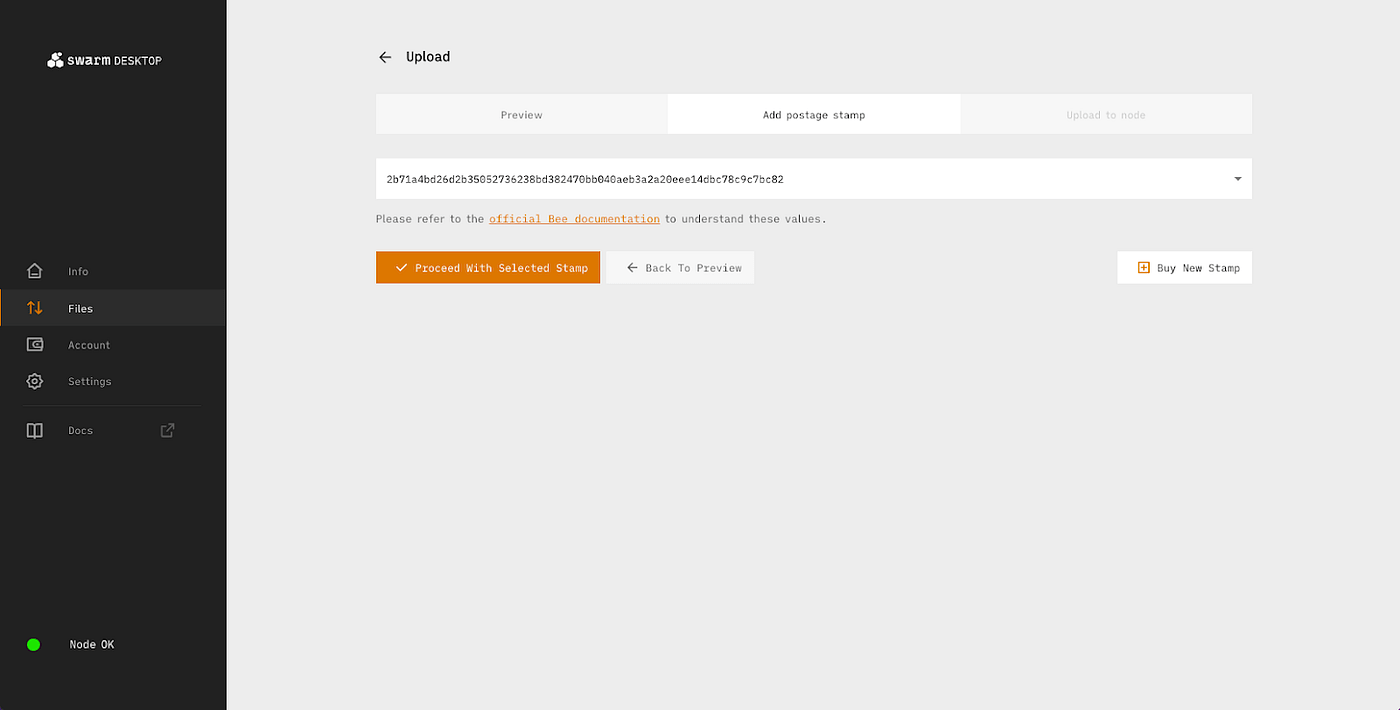 swarm DESKTOP
Info
Files
Account
Settings
Docs
Node OK
Upload
Preview
Add postage stamp
Upload to node
2b71a4bd26d2b35052736238bd382470bb040aeb3a2a20eee14dbc78c9c7bc82
Please refer to the official Bee documentation to understand these values.
Proceed With Selected Stamp
Back To Preview
Buy New Stamp